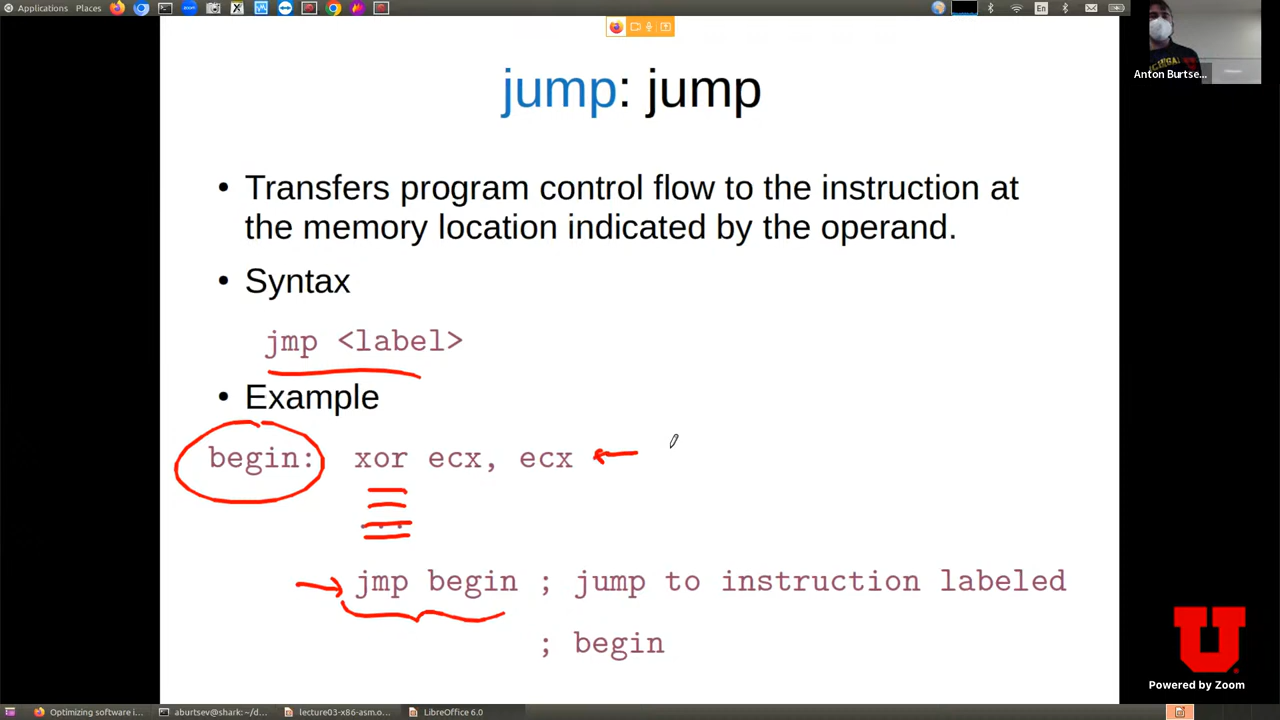 Applications Places
En
jump: jump
Anton Burtse...
• Transfers program control flow to the instruction at
the memory location indicated by the operand.
• Syntax
jmp <label>
• Example
begin: xor ecx, ecx
...
jmp begin ; jump to instruction labeled
; begin
U
Powered by Zoom
Optimizing software i...
aburtsev@shark: ~/d...
lecture03-x86-asm.o...
LibreOffice 6.0